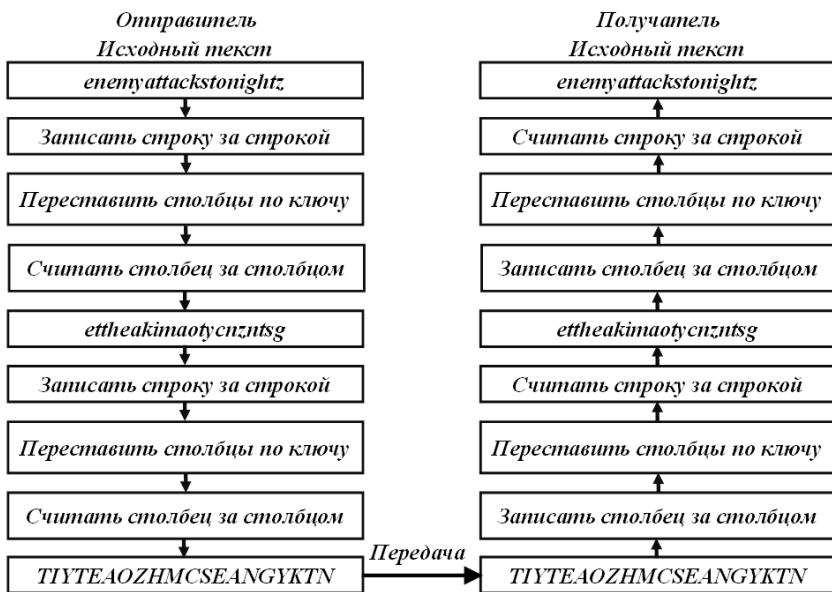 Отправитель
Исходный текст
enemyattackstonightz
Записать строку за строкой
Переставить столбцы по ключу
Считать столбец за столбцом
ettheakimaotycnzntsg
Записать строку за строкой
Переставить столбцы по ключу
Считать столбец за столбцом
TIYTEAOZHMCSEANGYKTN
Передача
Получатель
Исходный текст
enemyattackstonightz
Считать строку за строкой
Переставить столбцы по ключу
Записать столбец за столбцом
ettheakimaotycnzntsg
Считать строку за строкой
Переставить столбцы по ключу
Записать столбец за столбцом
TIYTEAOZHMCSEANGYKTN